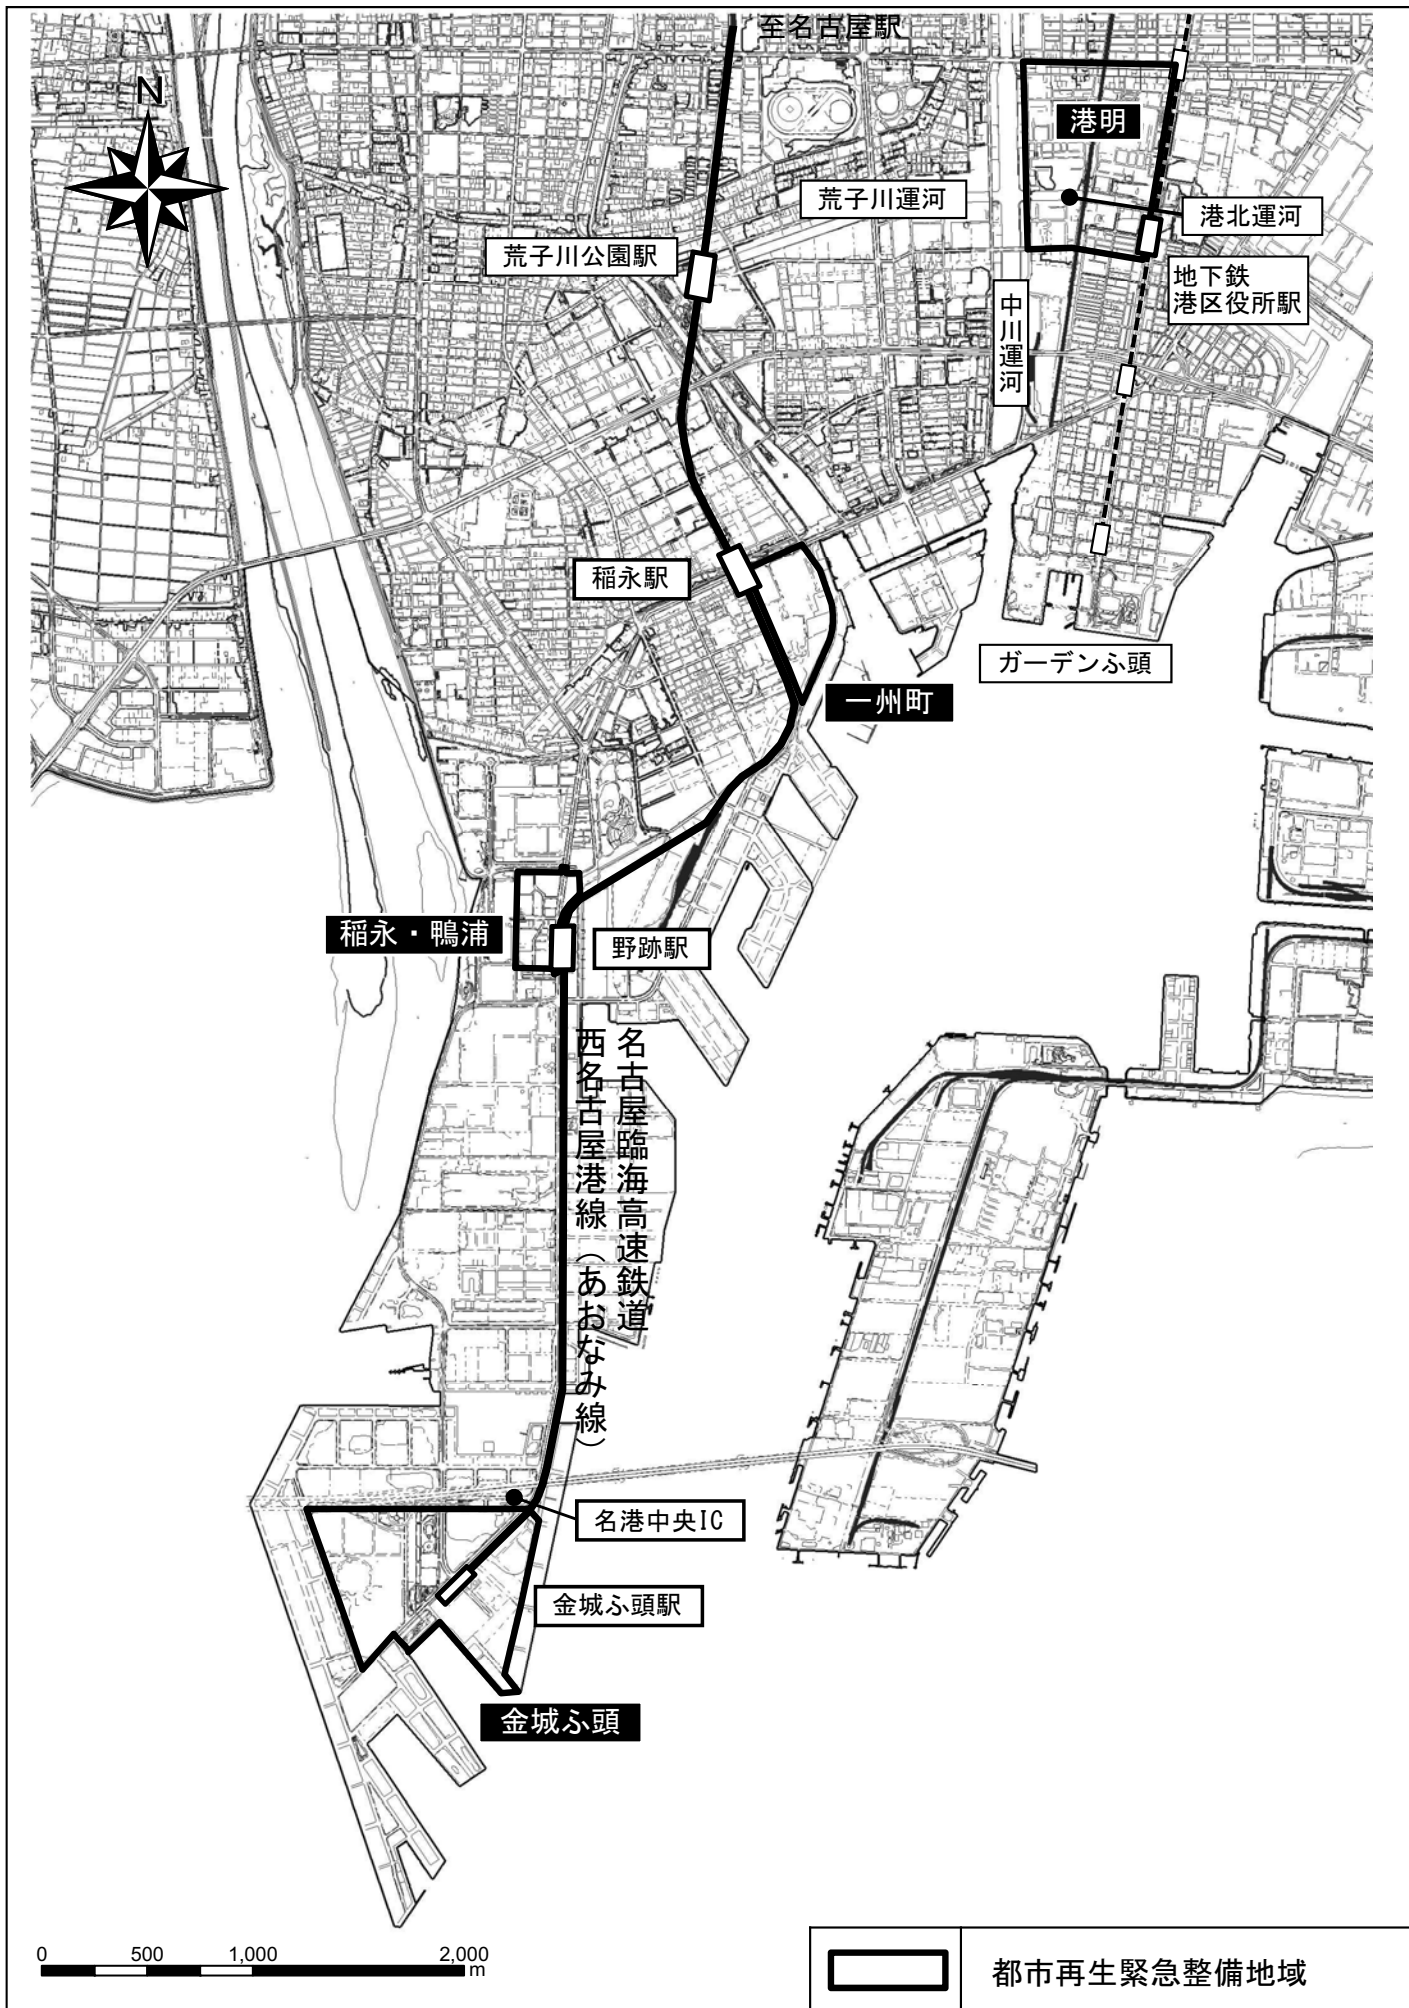 至名古屋駅
N
港明
荒子川運河
港北運河
荒子川公園駅
地下鉄
港区役所駅
中川運河
稲永駅
ガーデンふ頭
一州町
稲永・鴨浦
野跡駅
名古屋臨海高速鉄道
西名古屋港線（あおなみ線）
名港中央IC
金城ふ頭駅
金城ふ頭
0 500 1,000 2,000
m
都市再生緊急整備地域